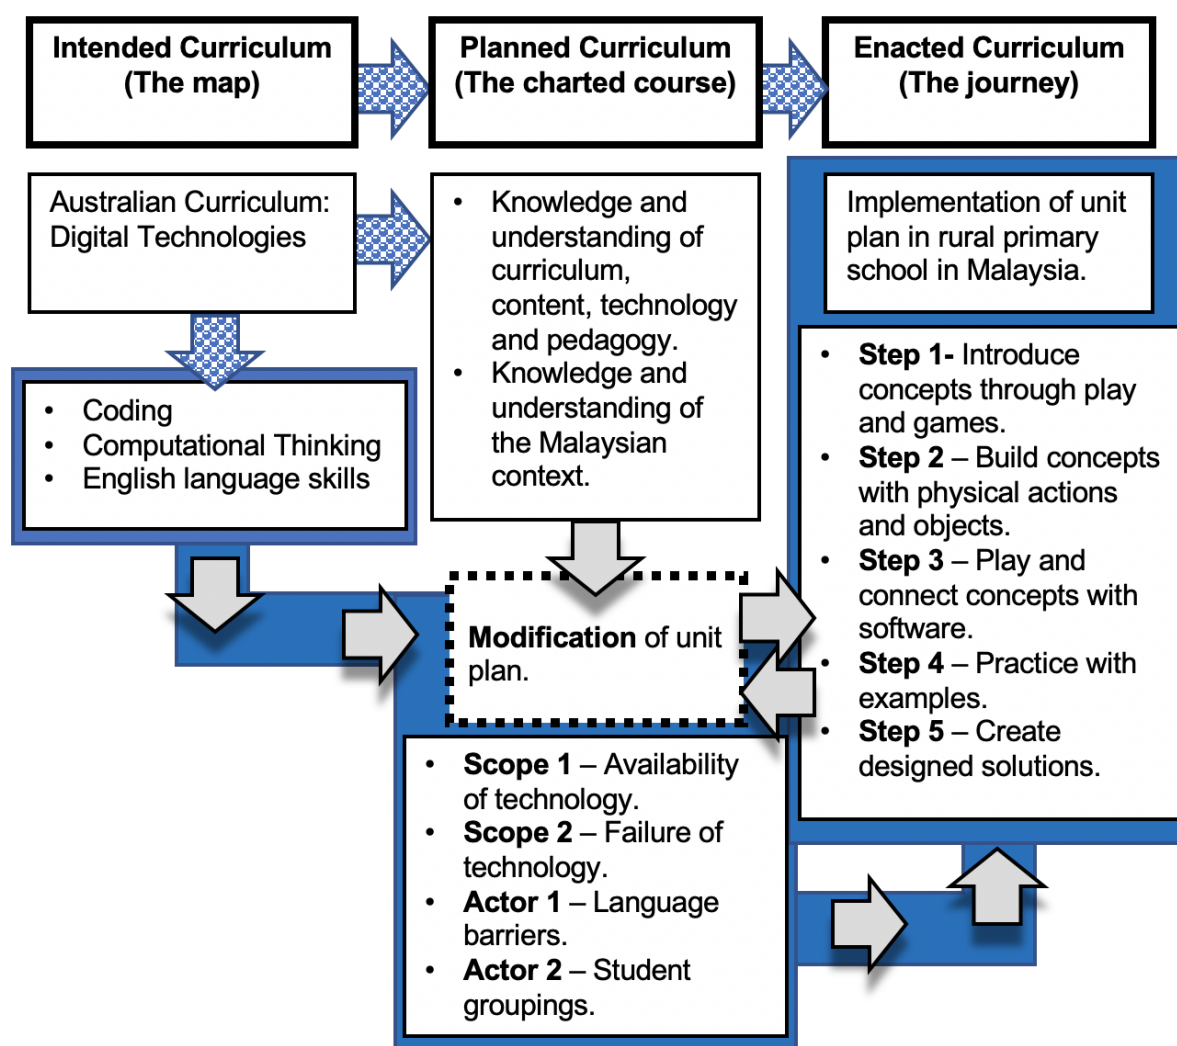 Intended Curriculum
(The map)
Planned Curriculum
(The charted course)
Enacted Curriculum
(The journey)
Australian Curriculum:
Digital Technologies
• Knowledge and
understanding of
curriculum,
content, technology
and pedagogy.
• Knowledge and
understanding of
the Malaysian
context.
Implementation of unit
plan in rural primary
school in Malaysia.
• Coding
• Computational Thinking
• English language skills
Modification of unit
plan.
• Step 1- Introduce
concepts through play
and games.
• Step 2 – Build concepts
with physical actions
and objects.
• Step 3 – Play and
connect concepts with
software.
• Step 4 – Practice with
examples.
• Step 5 – Create
designed solutions.
• Scope 1 – Availability
of technology.
• Scope 2 – Failure of
technology.
• Actor 1 – Language
barriers.
• Actor 2 – Student
groupings.